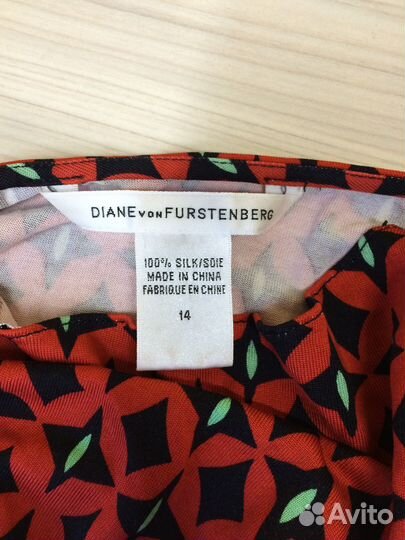 DIANE VON FURSTENBERG
100% SILK/SOIE
MADE IN CHINA
FABRIQUE EN CHINE
14
Avito